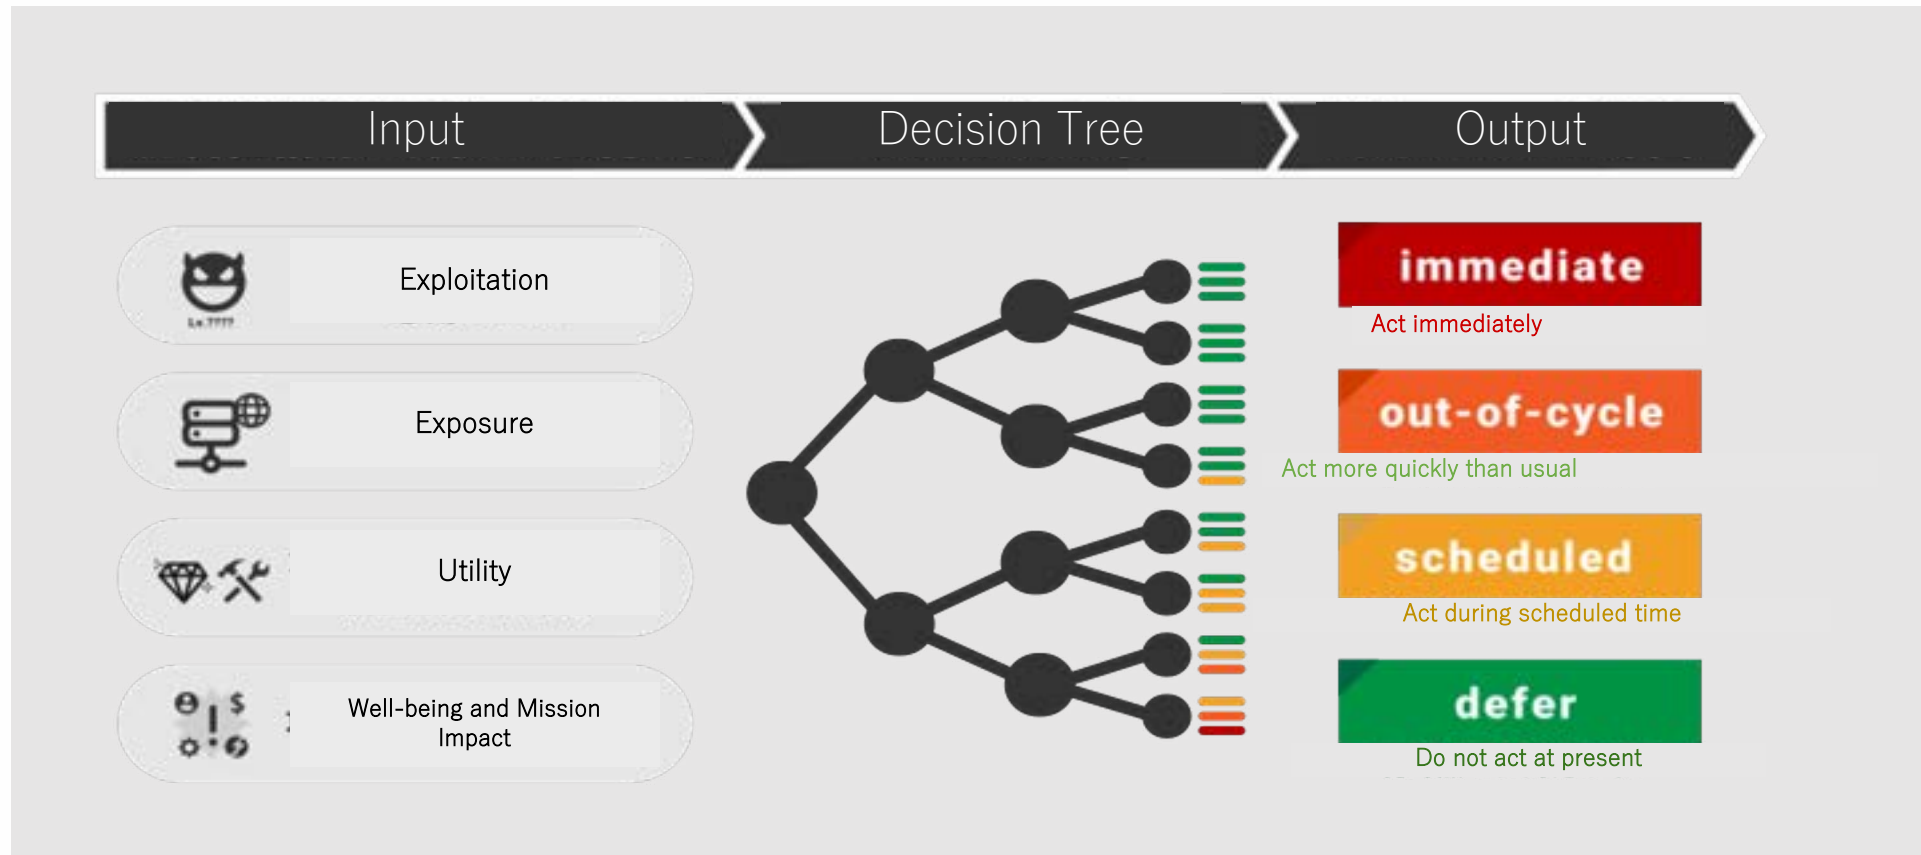 Input
Decision Tree
Output
Exploitation
Exposure
Utility
Well-being and Mission
Impact
immediate
Act immediately
out-of-cycle
Act more quickly than usual
scheduled
Act during scheduled time
defer
Do not act at present